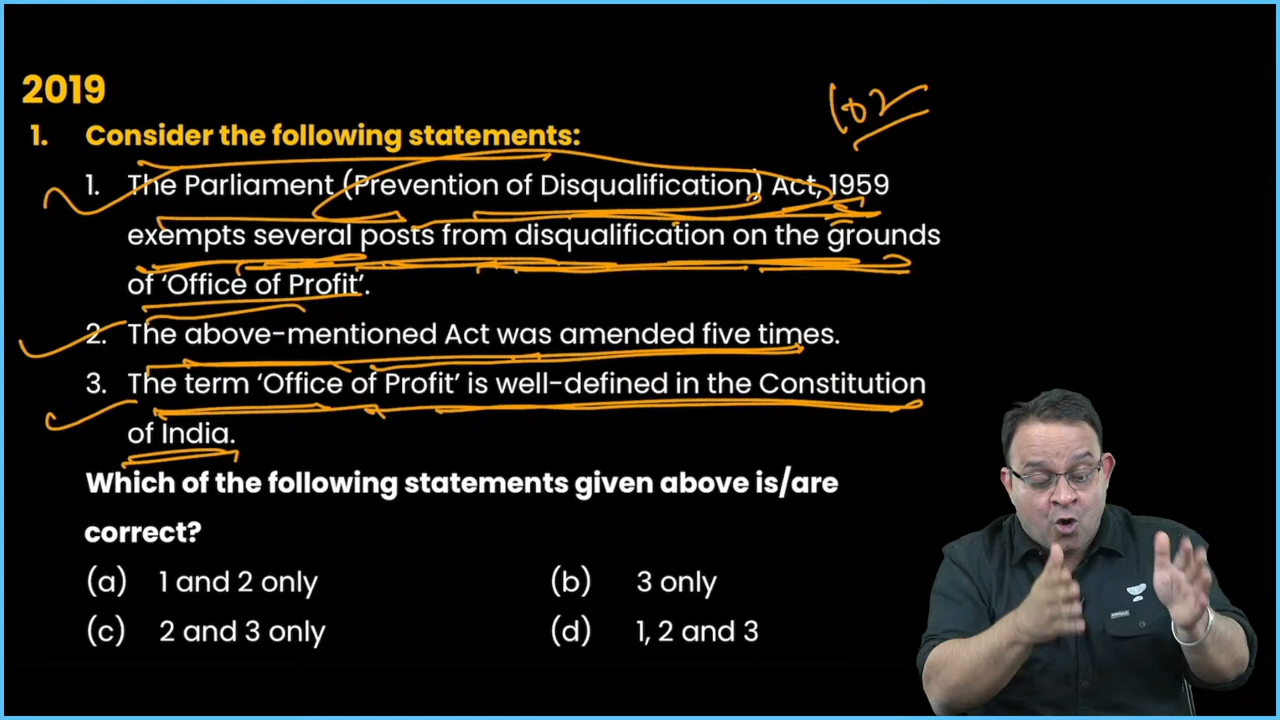 2019
102
1. Consider the following statements:
1. The Parliament (Prevention of Disqualification) Act, 1959
exempts several posts from disqualification on the grounds
of ‘Office of Profit’.
2. The above-mentioned Act was amended five times.
3. The term ‘Office of Profit’ is well-defined in the Constitution
of India.
Which of the following statements given above is/are
correct?
(a) 1 and 2 only (b) 3 only
(c) 2 and 3 only (d) 1, 2 and 3